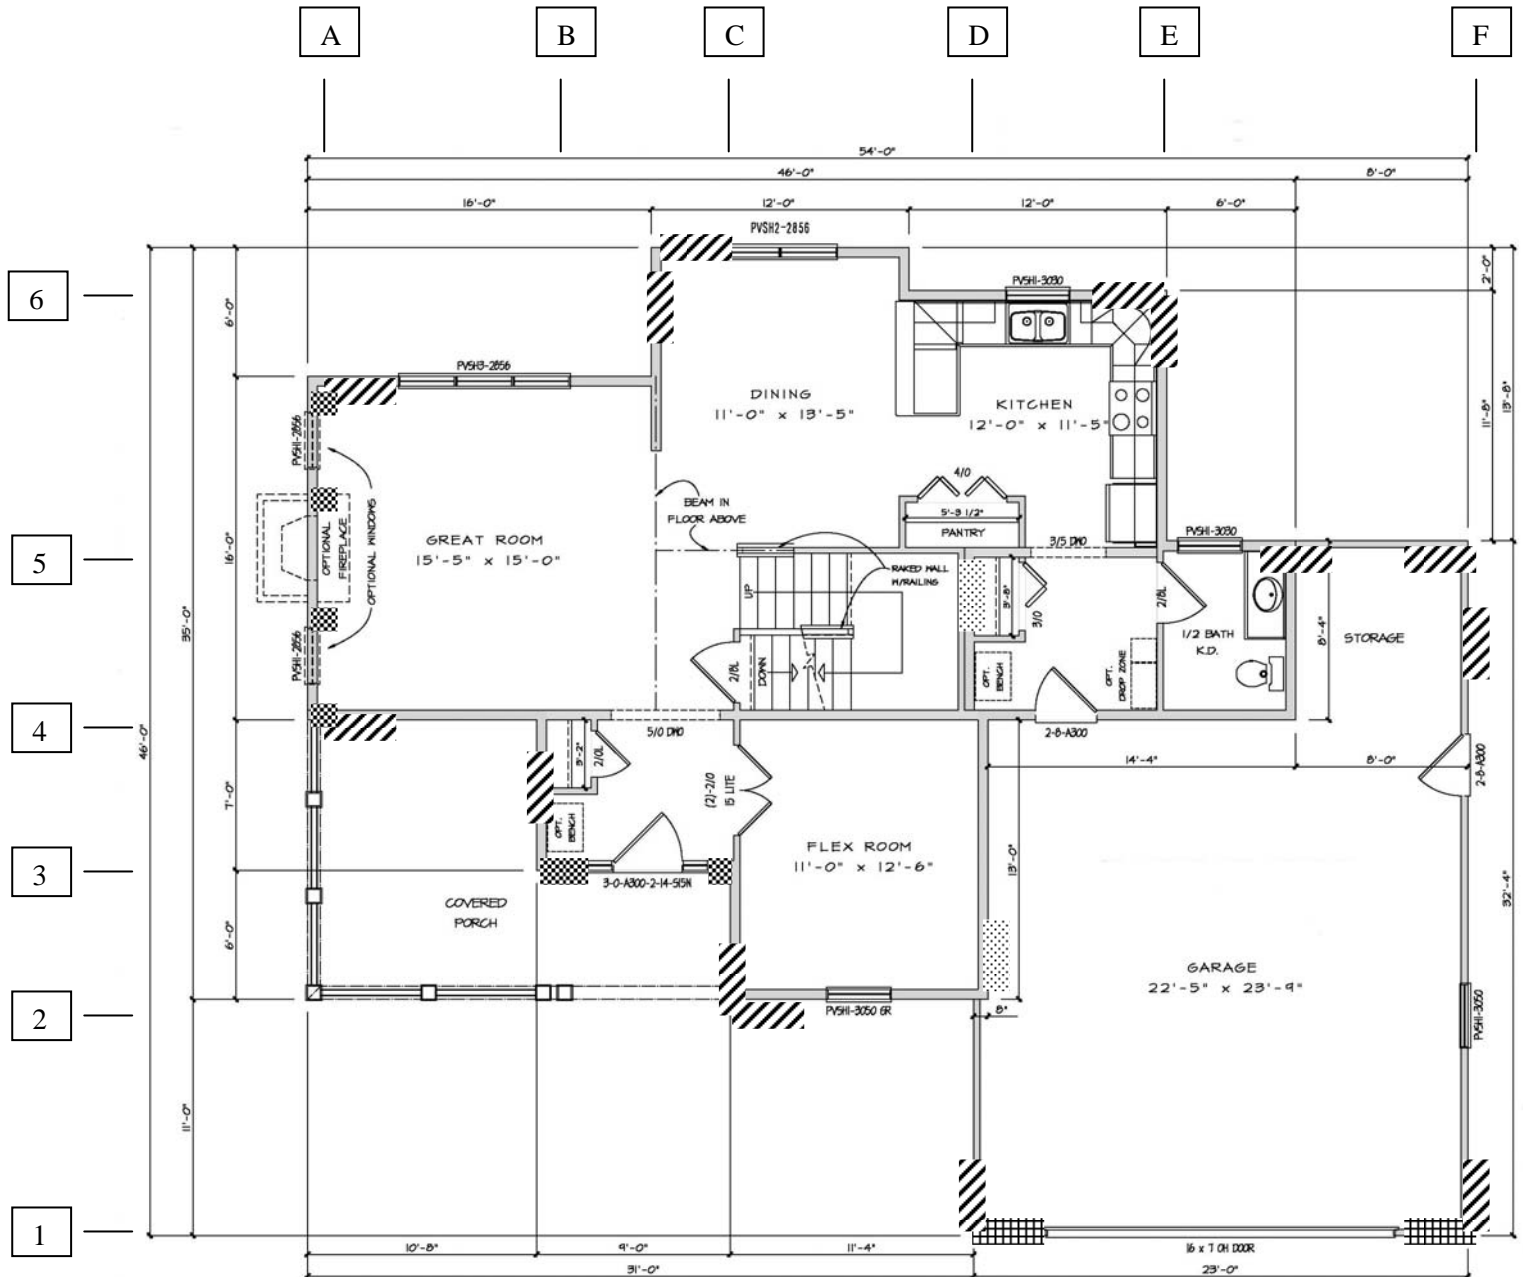 A B C D E F
54'-0"
46'-0" 8'-0"
16'-0" 12'-0" 12'-0" 6'-0"
PVSH2-2856
6
6'-0"
PVSH1-3030
2'-0"
PVSH3-2856
DINING
11'-0" x 13'-5"
KITCHEN
12'-0" x 11'-5"
11'-8"
13'-8"
PVSH1-2856
4/0
BEAM IN
FLOOR ABOVE
5'-3 1/2"
PANTRY
OPTIONAL
FIREPLACE
OPTIONAL WINDOWS
GREAT ROOM
15'-5" x 15'-0"
16'-0"
3/5 DWO
PVSH1-3030
5
RAKED WALL
W/RAILING
UP
3'-8"
3/0
2/8L
1/2 BATH
K.D.
8'-4"
STORAGE
35'-0"
PVSH1-2856
2/8L
DOWN
OPT.
BENCH
OPT.
DROP ZONE
4
46'-0"
5/0 DWO
2-8-A300
14'-4" 8'-0"
2-8-A300
3'-2"
2/0L
(2)-2/0
15 LITE
7'-0"
OPT.
BENCH
FLEX ROOM
11'-0" x 12'-6"
13'-0"
3
3-0-A300-2-14-S15N
32'-4"
COVERED
PORCH
6'-0"
GARAGE
22'-5" x 23'-9"
2
PVSH1-3050 GR
8"
PVSH1-3050
11'-0"
1
10'-8" 9'-0" 11'-4"
16 x 7 OH DOOR
31'-0" 23'-0"